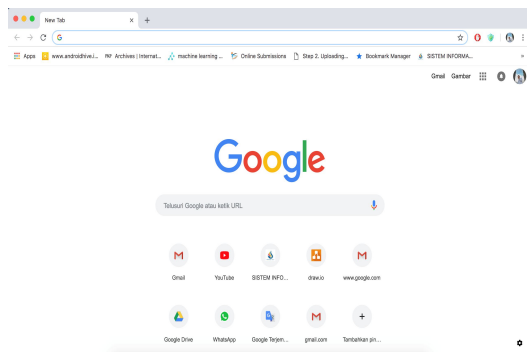 New Tab
G
Apps www.androidhive.i... Archives | Internat... machine learning ... Online Submissions Step 2. Uploading... Bookmark Manager SISTEM INFORMA... »
Gmail Gambar
Google
Telusuri Google atau ketik URL
Gmail YouTube SISTEM INFO... draw.io www.google.com
Google Drive WhatsApp Google Terjem... gmail.com Tambahkan pin...